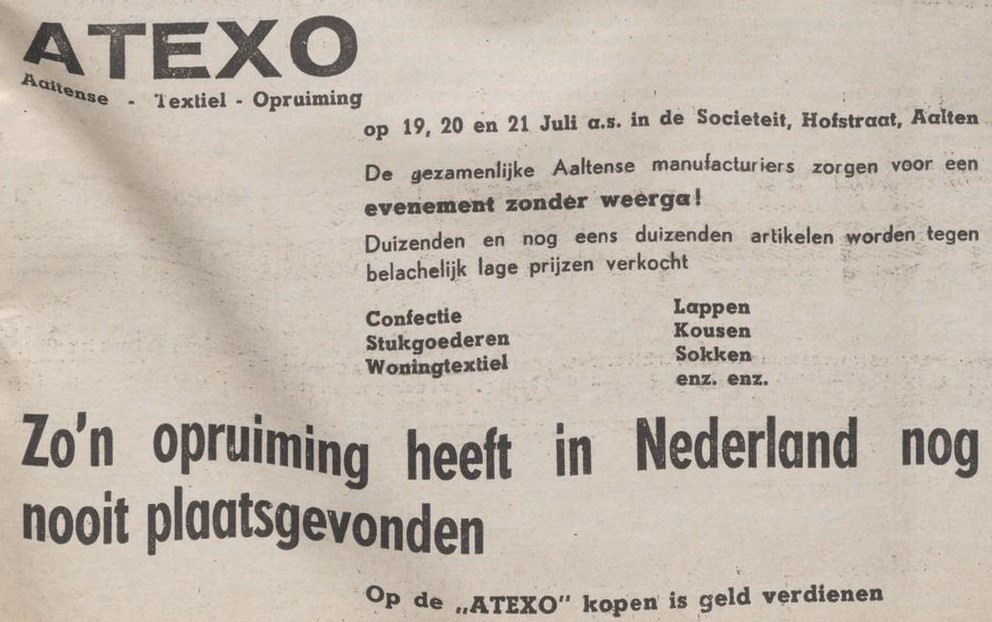 ATEXO
Aaltense - Textiel - Opruiming
op 19, 20 en 21 Juli a.s. in de Societeit, Hofstraat, Aalten
De gezamenlijke Aaltense manufacturiers zorgen voor een
evenement zonder weerga!
Duizenden en nog eens duizenden artikelen worden tegen
belachelijk lage prijzen verkocht
Confectie
Stukgoederen
Woningtextiel
Lappen
Kousen
Sokken
enz. enz.
Zo'n opruiming heeft in Nederland nog
nooit plaatsgevonden
Op de „ATEXO" kopen is geld verdienen